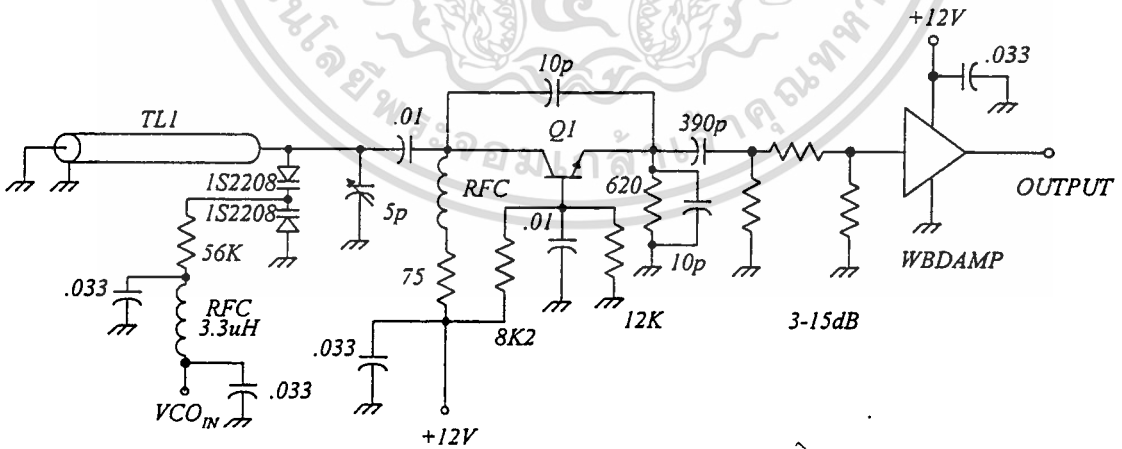 +12V
.033
10p
TL1
.01
Q1
390p
1S2208
1S2208
5p
RFC
620
OUTPUT
56K
.01
10p
WBDAMP
75
.033
RFC
3.3uH
8K2
12K
3-15dB
.033
.033
VCO_IN
+12V